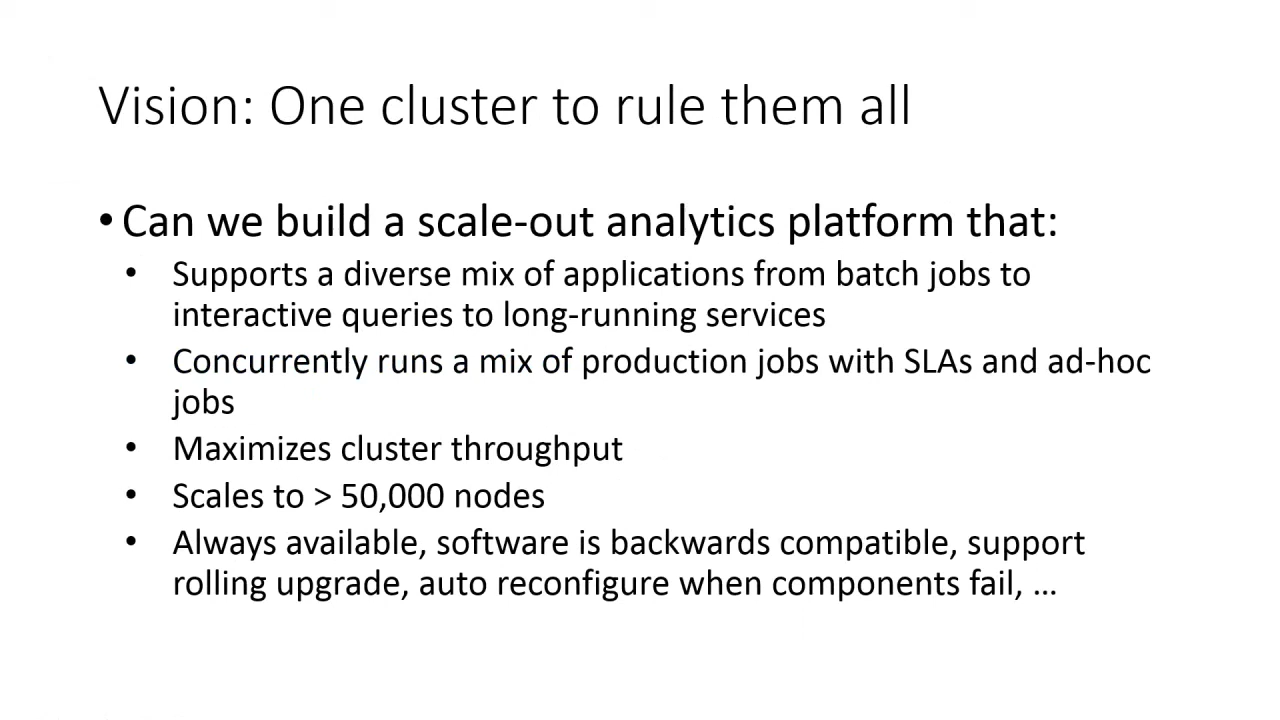 Vision: One cluster to rule them all
• Can we build a scale-out analytics platform that:
• Supports a diverse mix of applications from batch jobs to
interactive queries to long-running services
• Concurrently runs a mix of production jobs with SLAs and ad-hoc
jobs
• Maximizes cluster throughput
• Scales to > 50,000 nodes
• Always available, software is backwards compatible, support
rolling upgrade, auto reconfigure when components fail, …